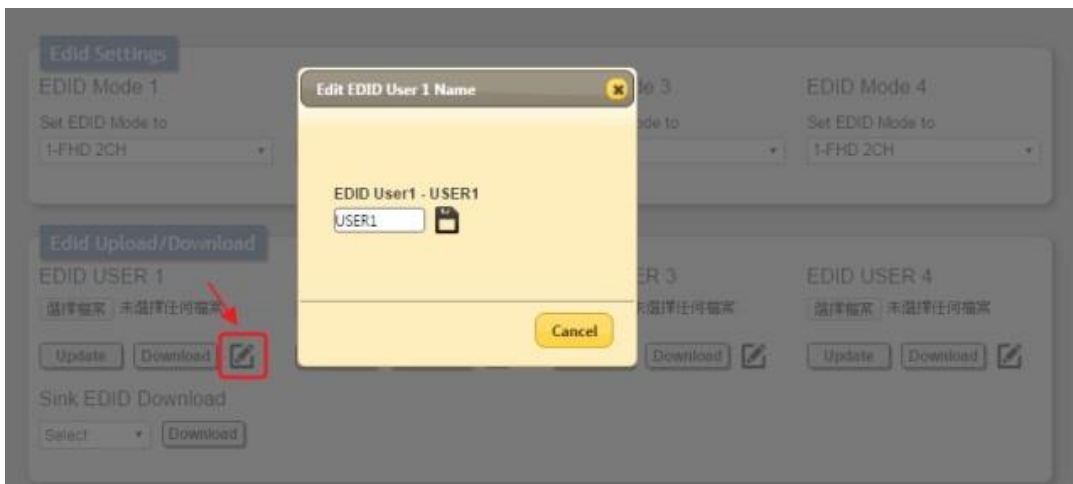 Edid Settings
EDID Mode 1
de 3
EDID Mode 4
Set EDID Mode to
ode to
Set EDID Mode to
1-FHD 2CH
1-FHD 2CH
Edit EDID User 1 Name
EDID User1 - USER1
USER1
Cancel
Edid Upload/Download
EDID USER 1
ER 3
EDID USER 4
選擇檔案 未選擇任何檔案
未選擇任何檔案
選擇檔案 未選擇任何檔案
Update Download
Download
Update Download
Sink EDID Download
Select Download